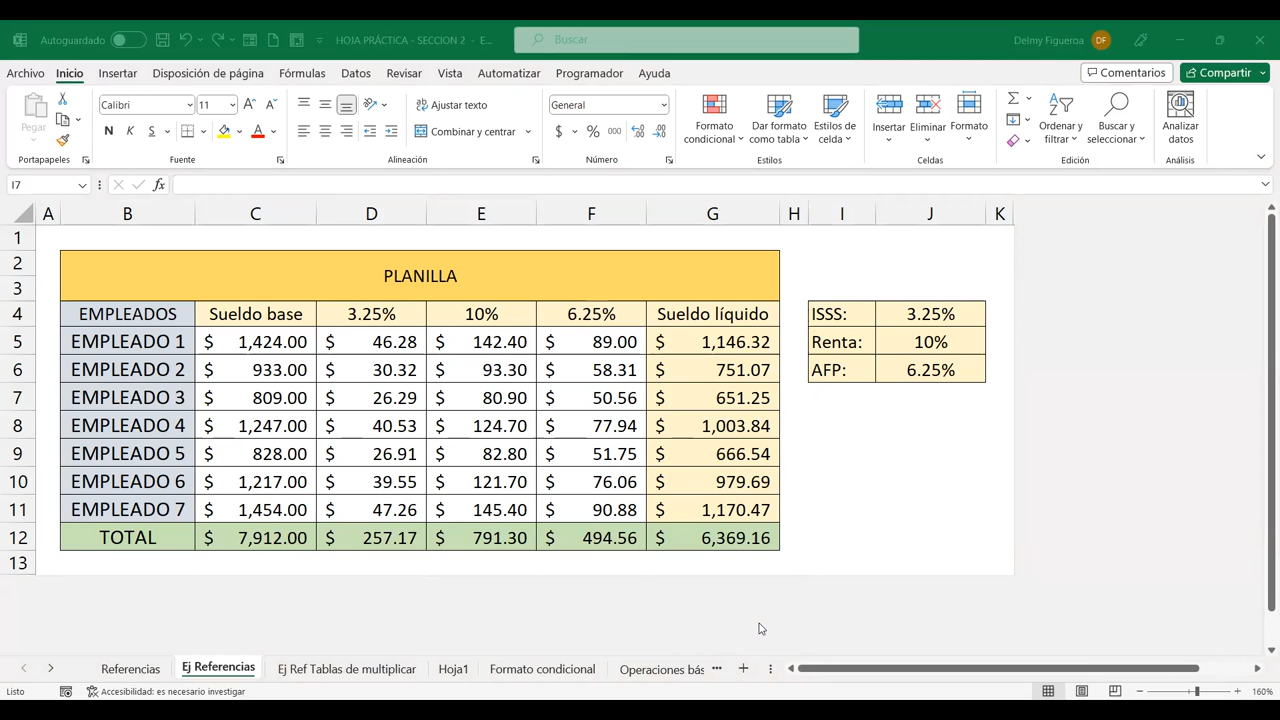 Autoguardado HOJA PRÁCTICA - SECCION 2 - E... Buscar Delmy Figueroa DF
Archivo Inicio Insertar Disposición de página Fórmulas Datos Revisar Vista Automatizar Programador Ayuda Comentarios Compartir
Pegar Calibri 11 Ajustar texto General Formato condicional Dar formato como tabla Estilos de celda Insertar Eliminar Formato Ordenar y filtrar Buscar y seleccionar Analizar datos
N K S Combinar y centrar $ % 000
Portapapeles Fuente Alineación Número Estilos Celdas Edición Análisis
I7 fx
A B C D E F G H I J K
1
2 PLANILLA
3
4 EMPLEADOS Sueldo base 3.25% 10% 6.25% Sueldo líquido ISSS: 3.25%
5 EMPLEADO 1 $ 1,424.00 $ 46.28 $ 142.40 $ 89.00 $ 1,146.32 Renta: 10%
6 EMPLEADO 2 $ 933.00 $ 30.32 $ 93.30 $ 58.31 $ 751.07 AFP: 6.25%
7 EMPLEADO 3 $ 809.00 $ 26.29 $ 80.90 $ 50.56 $ 651.25
8 EMPLEADO 4 $ 1,247.00 $ 40.53 $ 124.70 $ 77.94 $ 1,003.84
9 EMPLEADO 5 $ 828.00 $ 26.91 $ 82.80 $ 51.75 $ 666.54
10 EMPLEADO 6 $ 1,217.00 $ 39.55 $ 121.70 $ 76.06 $ 979.69
11 EMPLEADO 7 $ 1,454.00 $ 47.26 $ 145.40 $ 90.88 $ 1,170.47
12 TOTAL $ 7,912.00 $ 257.17 $ 791.30 $ 494.56 $ 6,369.16
13
Referencias Ej Referencias Ej Ref Tablas de multiplicar Hoja1 Formato condicional Operaciones bás ...
Listo Accesibilidad: es necesario investigar 160%